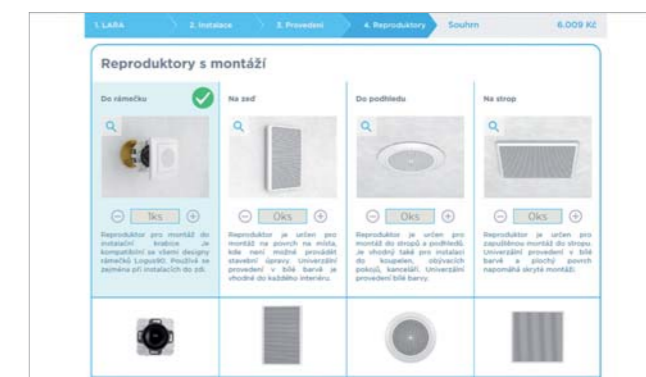 1. LARA
2. Instalace
3. Provedení
4. Reproduktory
Souhrn
6.009 Kč
Reproduktory s montáží
Do rámečku
Na zeď
Do podhledu
Na strop
1ks
0ks
0ks
0ks
Reproduktor pro montáž do
instalační krabice. Je
kompatibilní se všemi designy
rámečků Logus90. Používá se
zejména při instalacích do zdi.
Reproduktor je určen pro
montáž na povrch na místa,
kde není možné provádět
stavební úpravy. Univerzální
provedení v bílé barvě je
vhodné do každého interiéru.
Reproduktor je určen pro
montáž do stropů a podhledů.
Je vhodný také pro instalaci
do koupelen, obývacích
pokojů, kanceláří. Univerzální
provedení bílé barvy.
Reproduktor je určen pro
zapuštěnou montáž do stropu.
Univerzální provedení v bílé
barvě a plochý povrch
napomáhá skryté montáži.